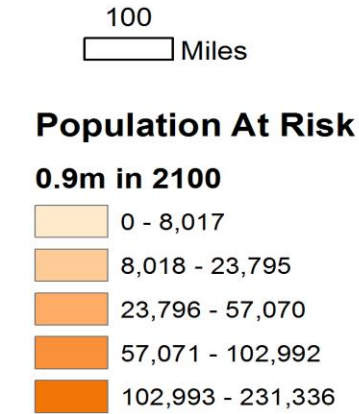 100
Miles
Population At Risk
0.9m in 2100
0 - 8,017
8,018 - 23,795
23,796 - 57,070
57,071 - 102,992
102,993 - 231,336